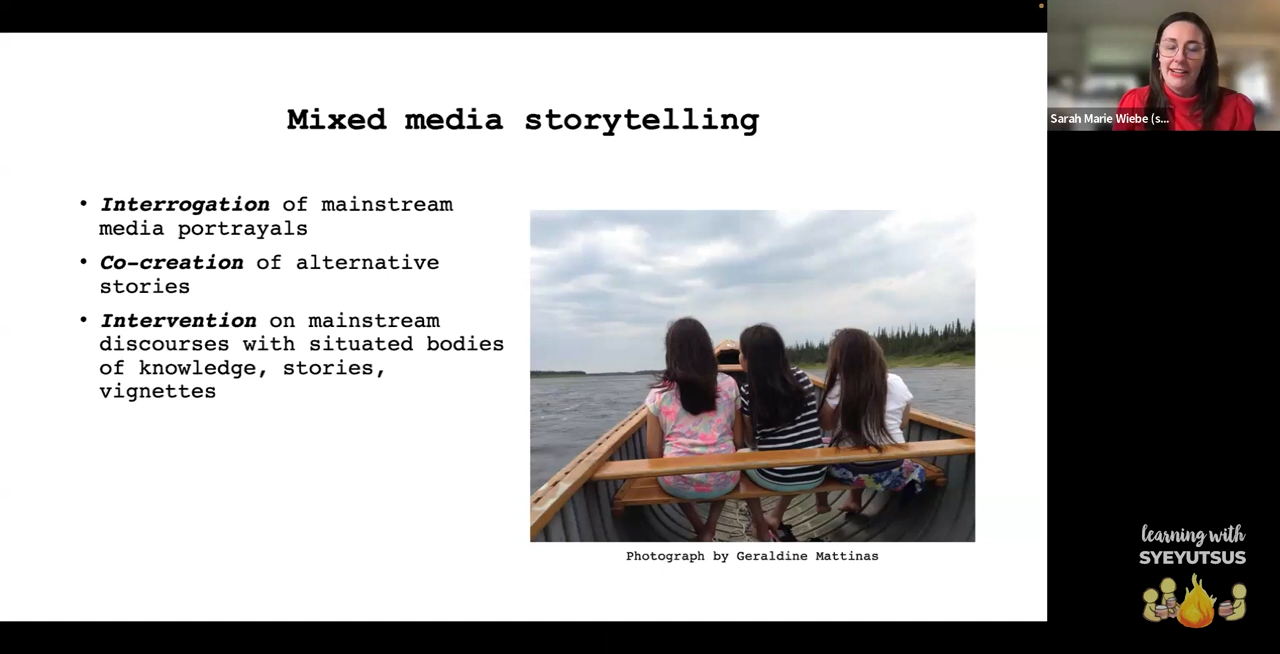 Mixed media storytelling
• Interrogation of mainstream
media portrayals
• Co-creation of alternative
stories
• Intervention on mainstream
discourses with situated bodies
of knowledge, stories,
vignettes
Photograph by Geraldine Mattinas
Sarah Marie Wiebe (s...
learning with
SYEYUTSUS